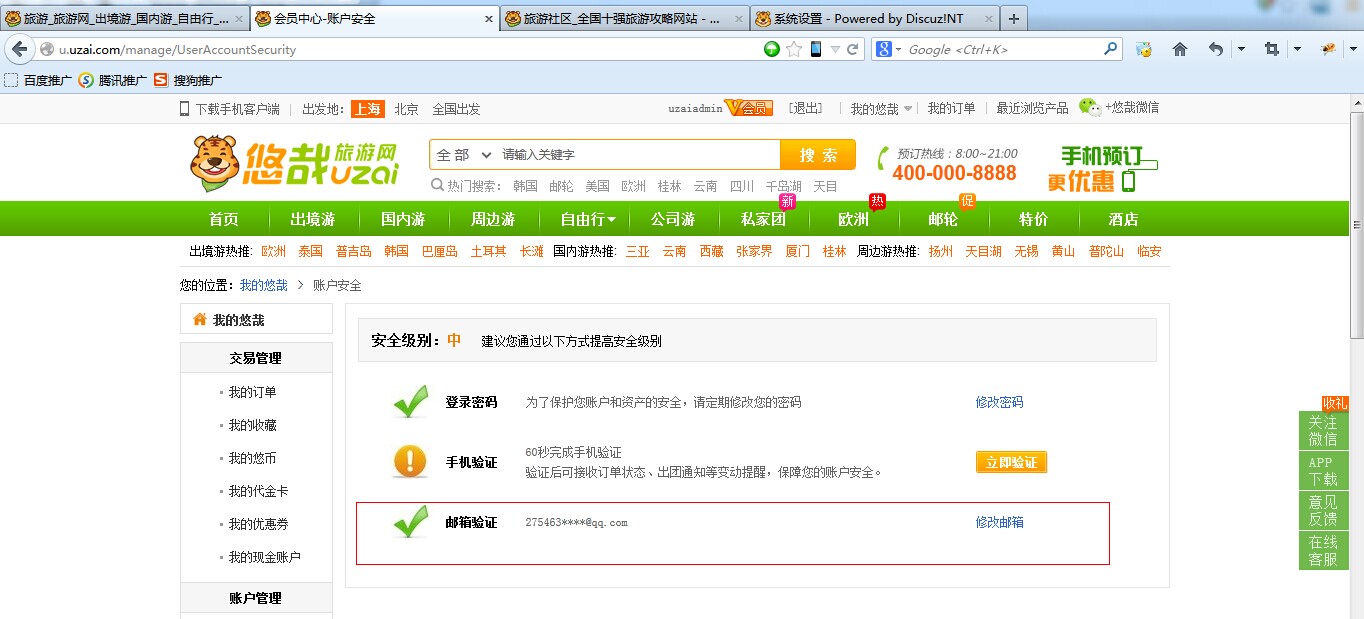 旅游_旅游网_出境游_国内游_自由行_...
会员中心-账户安全
旅游社区_全国十强旅游攻略网站 - ...
系统设置 - Powered by Discuz!NT
u.uzai.com/manage/UserAccountSecurity
Google <Ctrl+K>
百度推广 腾讯推广 搜狗推广
下载手机客户端 出发地： 上海 北京 全国出发
uzaiadmin V会员 [退出] 我的悠哉 我的订单 最近浏览产品 +悠哉微信
悠哉旅游网 uzai
全 部 请输入关键字 搜 索
热门搜索： 韩国 邮轮 美国 欧洲 桂林 云南 四川 千岛湖 天目
预订热线：8:00~21:00
400-000-8888
手机预订
更优惠
新 热 促
首页 出境游 国内游 周边游 自由行 公司游 私家团 欧洲 邮轮 特价 酒店
出境游热推: 欧洲 泰国 普吉岛 韩国 巴厘岛 土耳其 长滩 国内游热推: 三亚 云南 西藏 张家界 厦门 桂林 周边游热推: 扬州 天目湖 无锡 黄山 普陀山 临安
您的位置：我的悠哉 > 账户安全
我的悠哉
交易管理
我的订单
我的收藏
我的悠币
我的代金卡
我的优惠券
我的现金账户
账户管理
安全级别：中 建议您通过以下方式提高安全级别
登录密码 为了保护您账户和资产的安全，请定期修改您的密码 修改密码
手机验证 60秒完成手机验证
验证后可接收订单状态、出团通知等变动提醒，保障您的账户安全。 立即验证
邮箱验证 275463****@qq.com 修改邮箱
收礼
关注
微信
APP
下载
意见
反馈
在线
客服